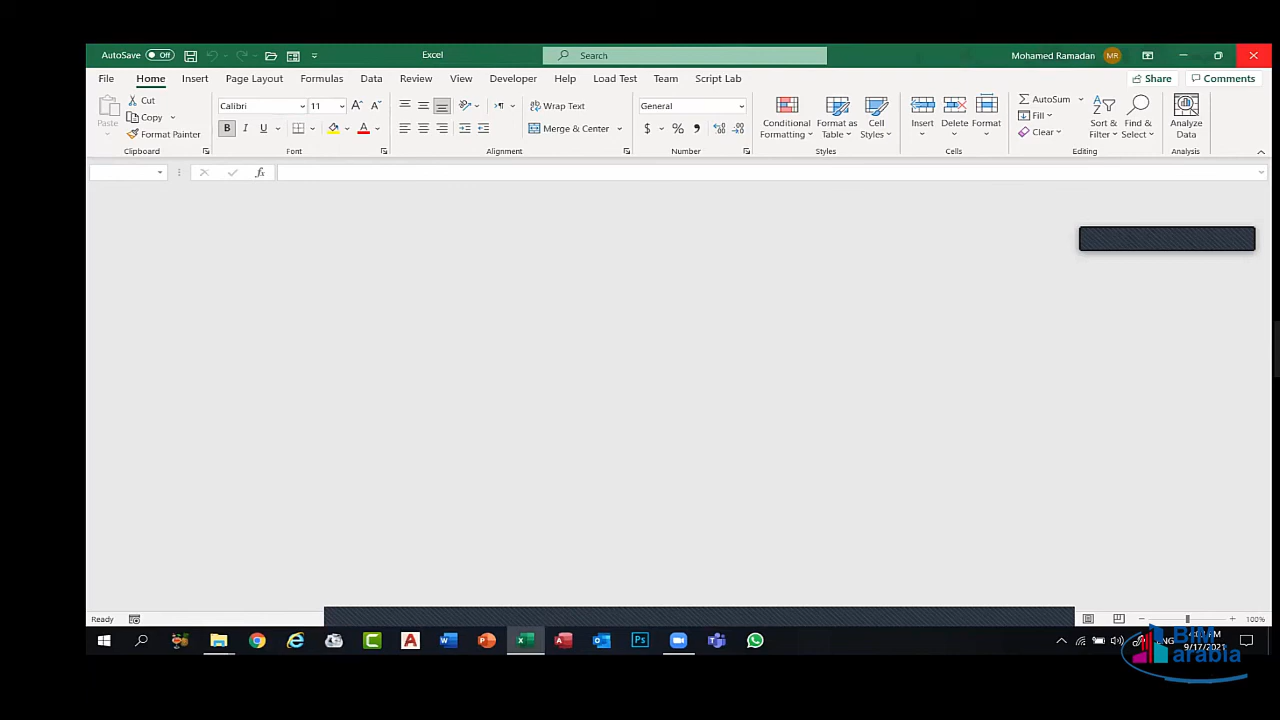 AutoSave Off Excel Search Mohamed Ramadan MR
File Home Insert Page Layout Formulas Data Review View Developer Help Load Test Team Script Lab Share Comments
Paste Cut Copy Format Painter
Clipboard
Calibri 11
B I U
Font
Wrap Text
Merge & Center
Alignment
General
$ % ,
Number
Conditional Formatting
Format as Table
Cell Styles
Styles
Insert Delete Format
Cells
AutoSum
Fill
Clear
Sort & Filter
Find & Select
Editing
Analyze Data
Analysis
fx
Ready 100%
9/17/2021
BIM
arabia